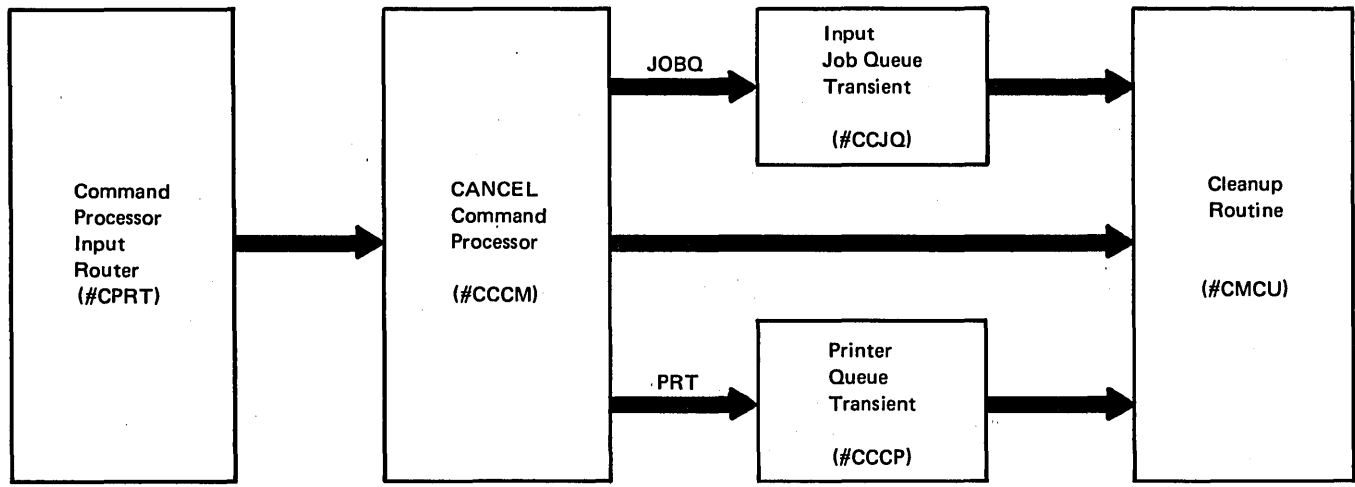 Command
Processor
Input
Router
(#CPRT)
CANCEL
Command
Processor
(#CCCM)
JOBQ
Input
Job Queue
Transient
(#CCJQ)
PRT
Printer
Queue
Transient
(#CCCP)
Cleanup
Routine
(#CMCU)